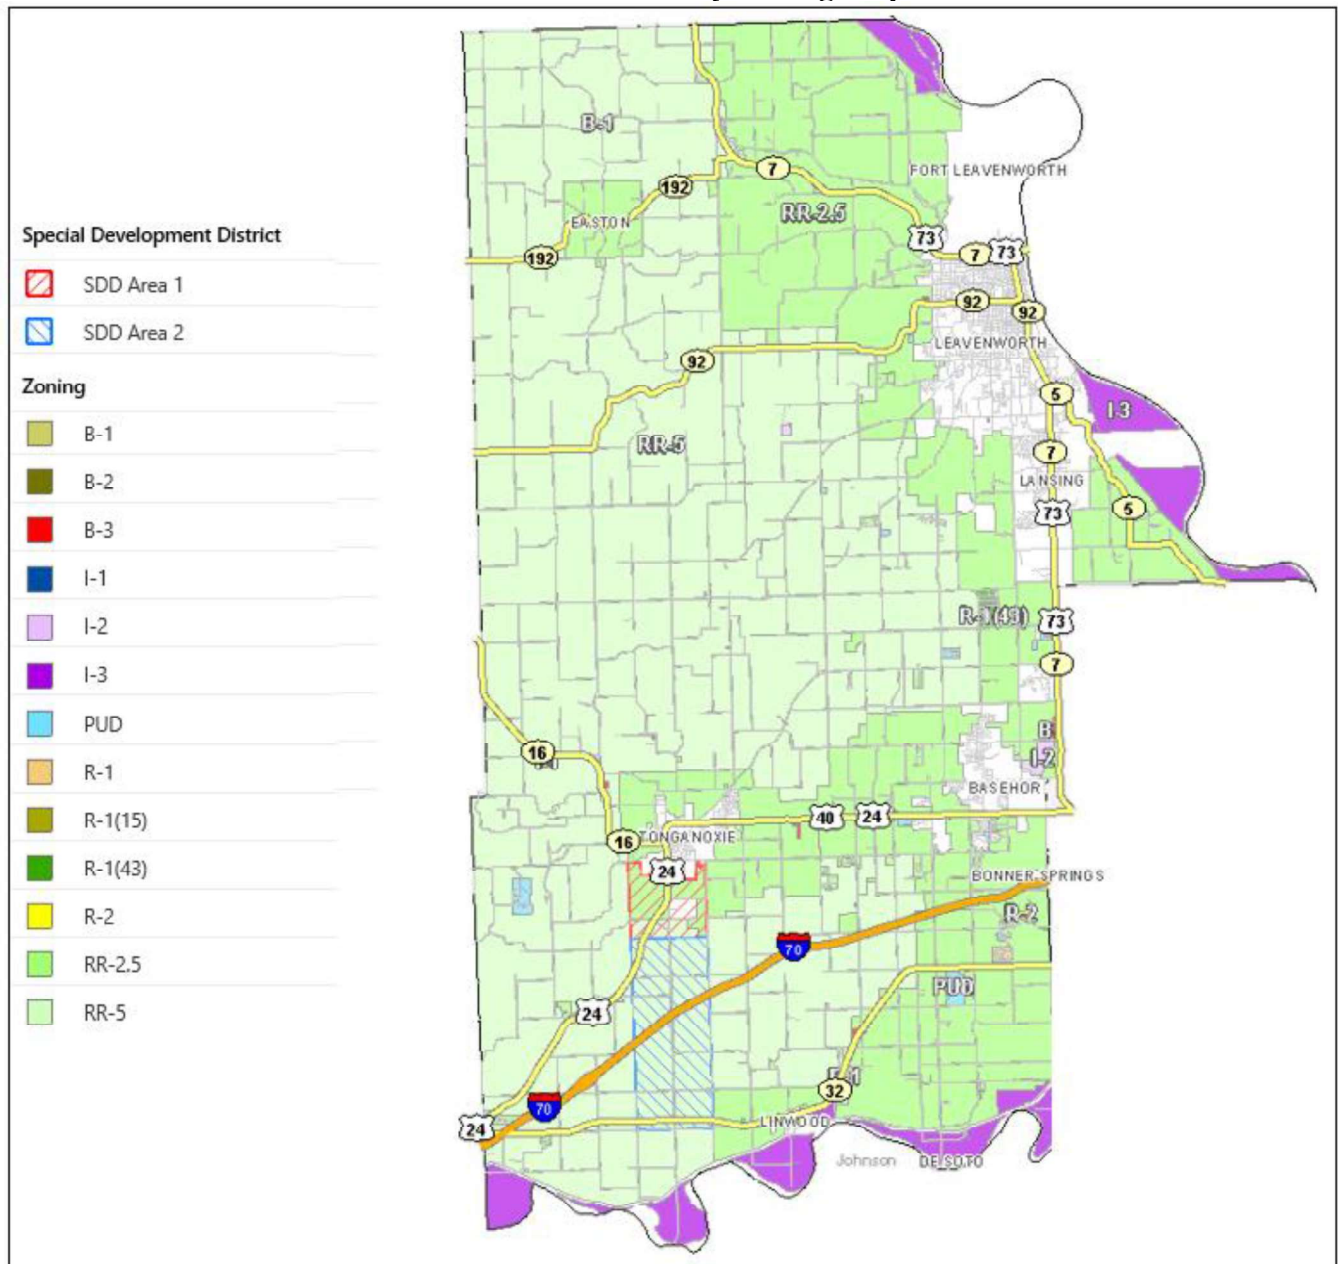 Special Development District
SDD Area 1
SDD Area 2
Zoning
B-1
B-2
B-3
I-1
I-2
I-3
PUD
R-1
R-1(15)
R-1(43)
R-2
RR-2.5
RR-5
B-1
7
FORT LEAVENWORTH
192
RR-2.5
EASTON
73
7
73
192
92
92
LEAVENWORTH
92
5
I-3
RR-5
7
LANSING
73
5
R-1(43)
73
7
B
16
I-2
BASEHOR
40
24
16
TONGANOXIE
24
BONNER SPRINGS
R-2
70
PUD
24
32
70
LINWOOD
24
Johnson
DE SOTO